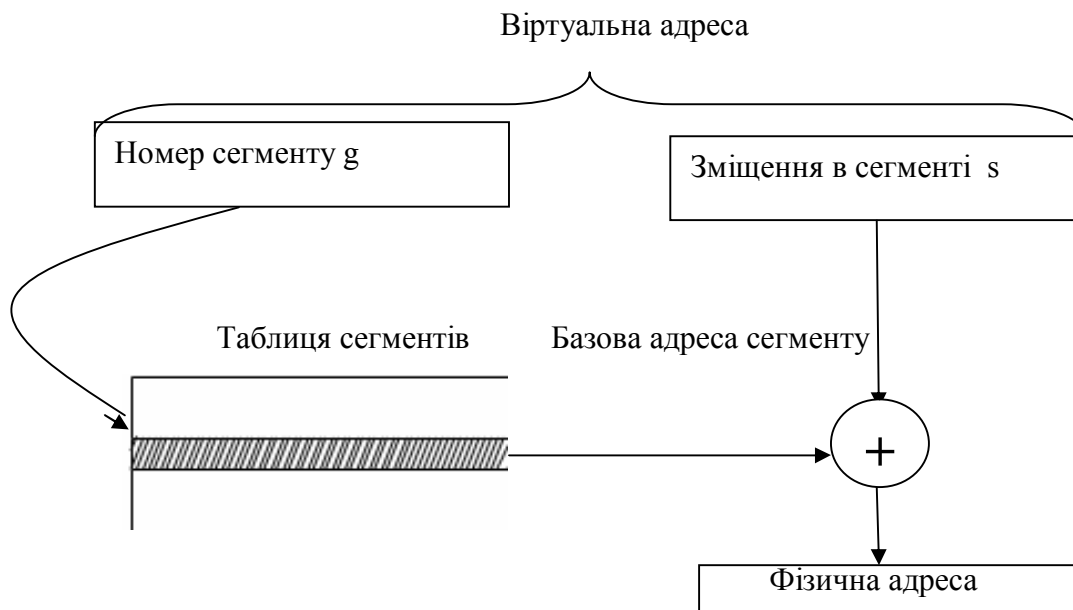 Віртуальна адреса
Номер сегменту g
Зміщення в сегменті s
Таблиця сегментів
Базова адреса сегменту
+
Фізична адреса